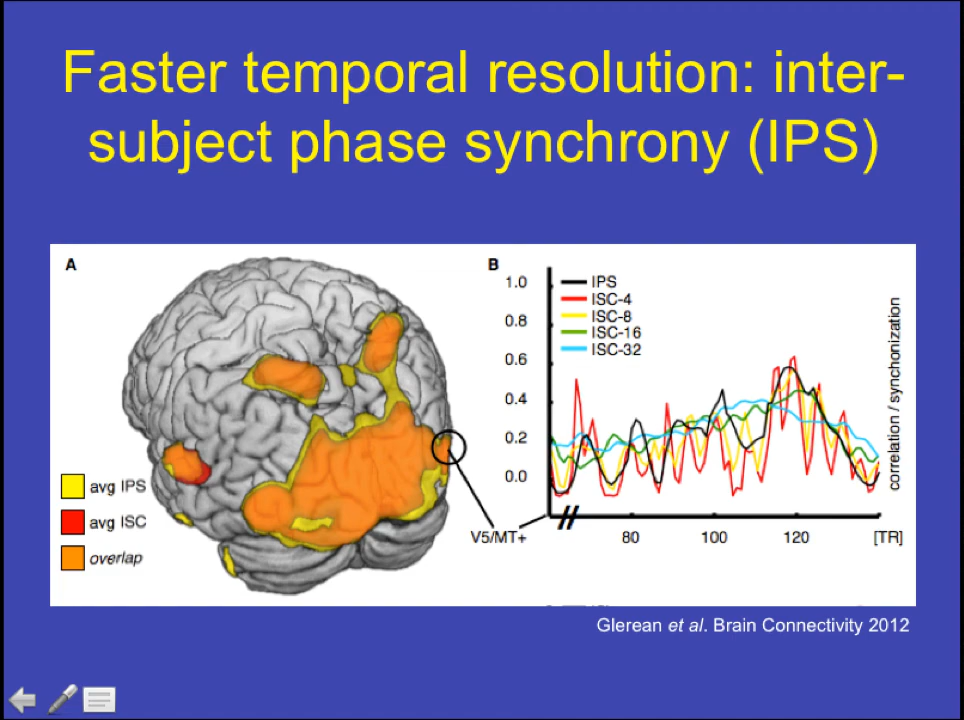 Faster temporal resolution: inter-
subject phase synchrony (IPS)
A
avg IPS
avg ISC
overlap
V5/MT+
B
1.0
0.8
0.6
0.4
0.2
0.0
IPS
ISC-4
ISC-8
ISC-16
ISC-32
correlation / synchonization
80
100
120
[TR]
Glerean et al. Brain Connectivity 2012